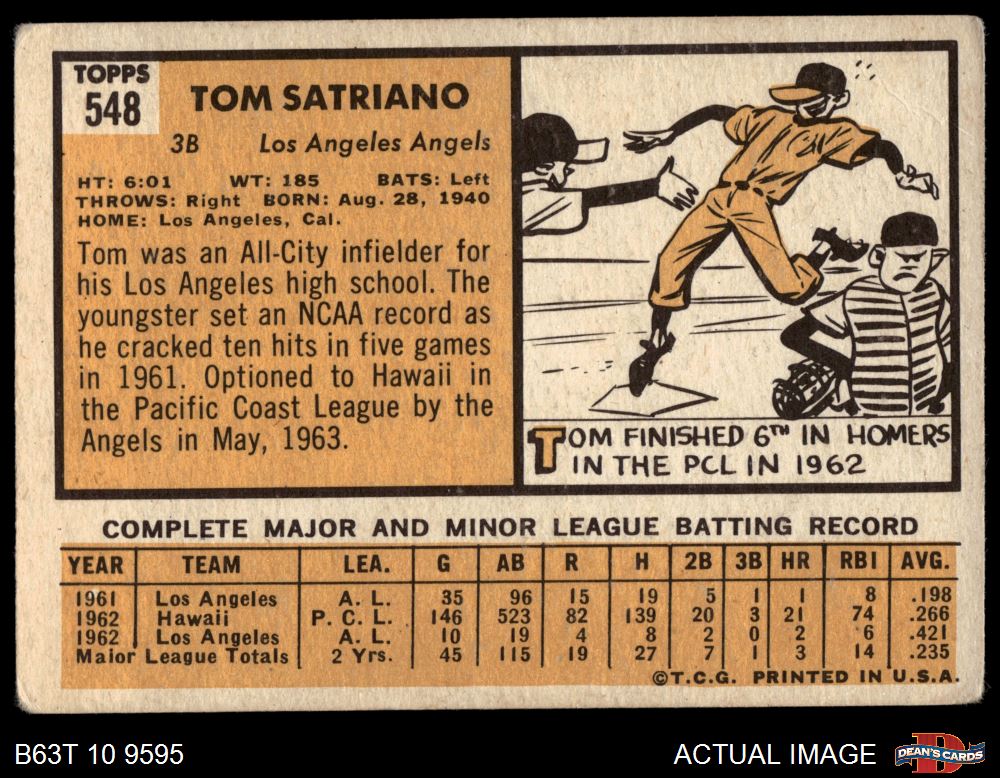 TOPPS
548
TOM SATRIANO
3B Los Angeles Angels
HT: 6:01 WT: 185 BATS: Left
THROWS: Right BORN: Aug. 28, 1940
HOME: Los Angeles, Cal.
Tom was an All-City infielder for
his Los Angeles high school. The
youngster set an NCAA record as
he cracked ten hits in five games
in 1961. Optioned to Hawaii in
the Pacific Coast League by the
Angels in May, 1963.
TOM FINISHED 6TH IN HOMERS
IN THE PCL IN 1962
COMPLETE MAJOR AND MINOR LEAGUE BATTING RECORD
YEAR TEAM LEA. G AB R H 2B 3B HR RBI AVG.
1961 Los Angeles A. L. 35 96 15 19 5 1 1 8 .198
1962 Hawaii P. C. L. 146 523 82 139 20 3 21 74 .266
1962 Los Angeles A. L. 10 19 4 8 2 0 2 6 .421
Major League Totals 2 Yrs. 45 115 19 27 7 1 3 14 .235
©T.C.G. PRINTED IN U.S.A.
B63T 10 9595 ACTUAL IMAGE DEAN'S CARDS